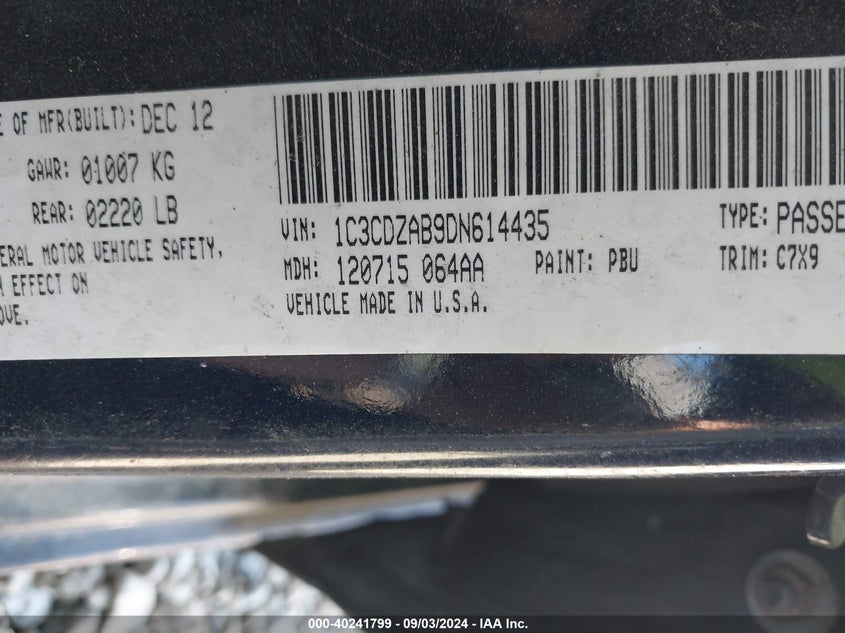 E OF MFR(BUILT): DEC 12
GAWR: 01007 KG
REAR: 02220 LB
ERAL MOTOR VEHICLE SAFETY,
EFFECT ON
OVE.
VIN: 1C3CDZAB9DN614435
MDH: 120715 064AA
PAINT: PBU
VEHICLE MADE IN U.S.A.
TYPE: PASSE
TRIM: C7X9
000-40241799 - 09/03/2024 - IAA Inc.